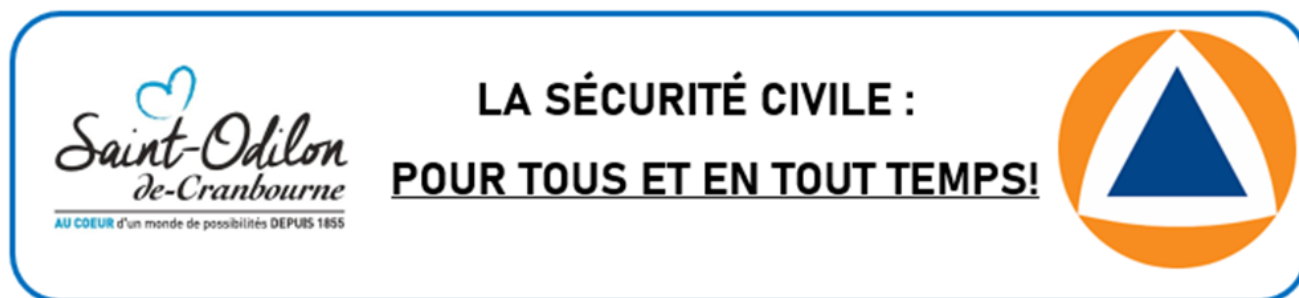 Saint-Odilon
de-Cranbourne
AU COEUR d'un monde de possibilités DEPUIS 1855
LA SÉCURITÉ CIVILE :
POUR TOUS ET EN TOUT TEMPS!